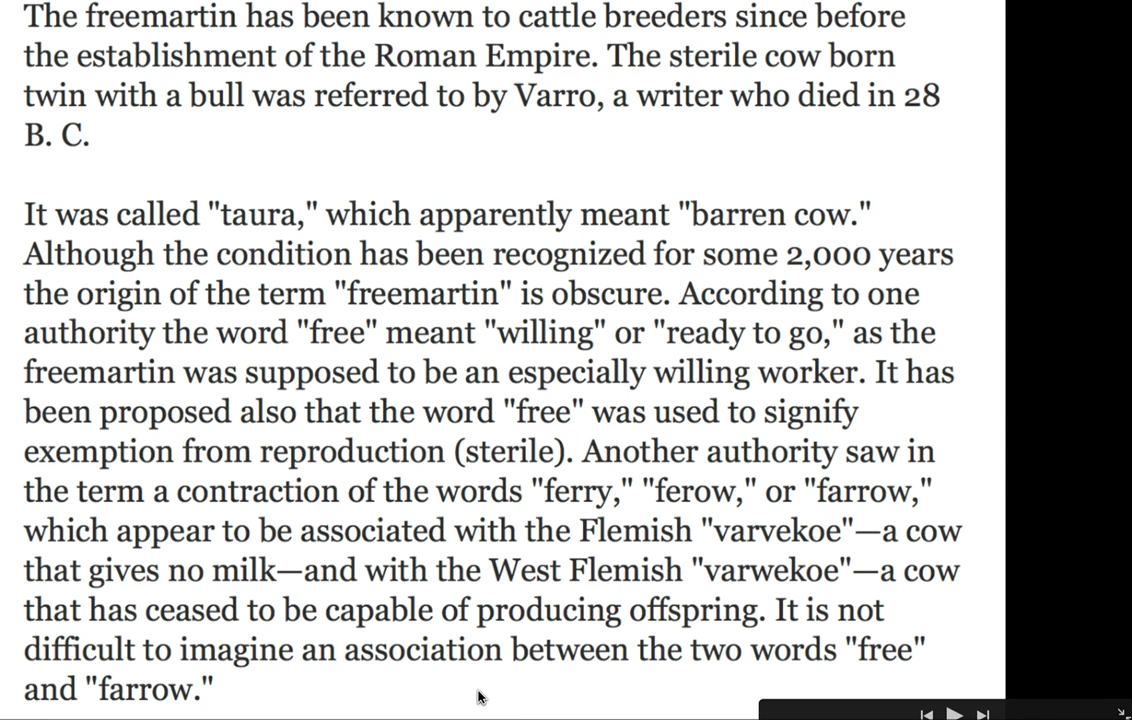 The freemartin has been known to cattle breeders since before
the establishment of the Roman Empire. The sterile cow born
twin with a bull was referred to by Varro, a writer who died in 28
B. C.
It was called "taura," which apparently meant "barren cow."
Although the condition has been recognized for some 2,000 years
the origin of the term "freemartin" is obscure. According to one
authority the word "free" meant "willing" or "ready to go," as the
freemartin was supposed to be an especially willing worker. It has
been proposed also that the word "free" was used to signify
exemption from reproduction (sterile). Another authority saw in
the term a contraction of the words "ferry," "ferow," or "farrow,"
which appear to be associated with the Flemish "varvekoe"—a cow
that gives no milk—and with the West Flemish "varwekoe"—a cow
that has ceased to be capable of producing offspring. It is not
difficult to imagine an association between the two words "free"
and "farrow."